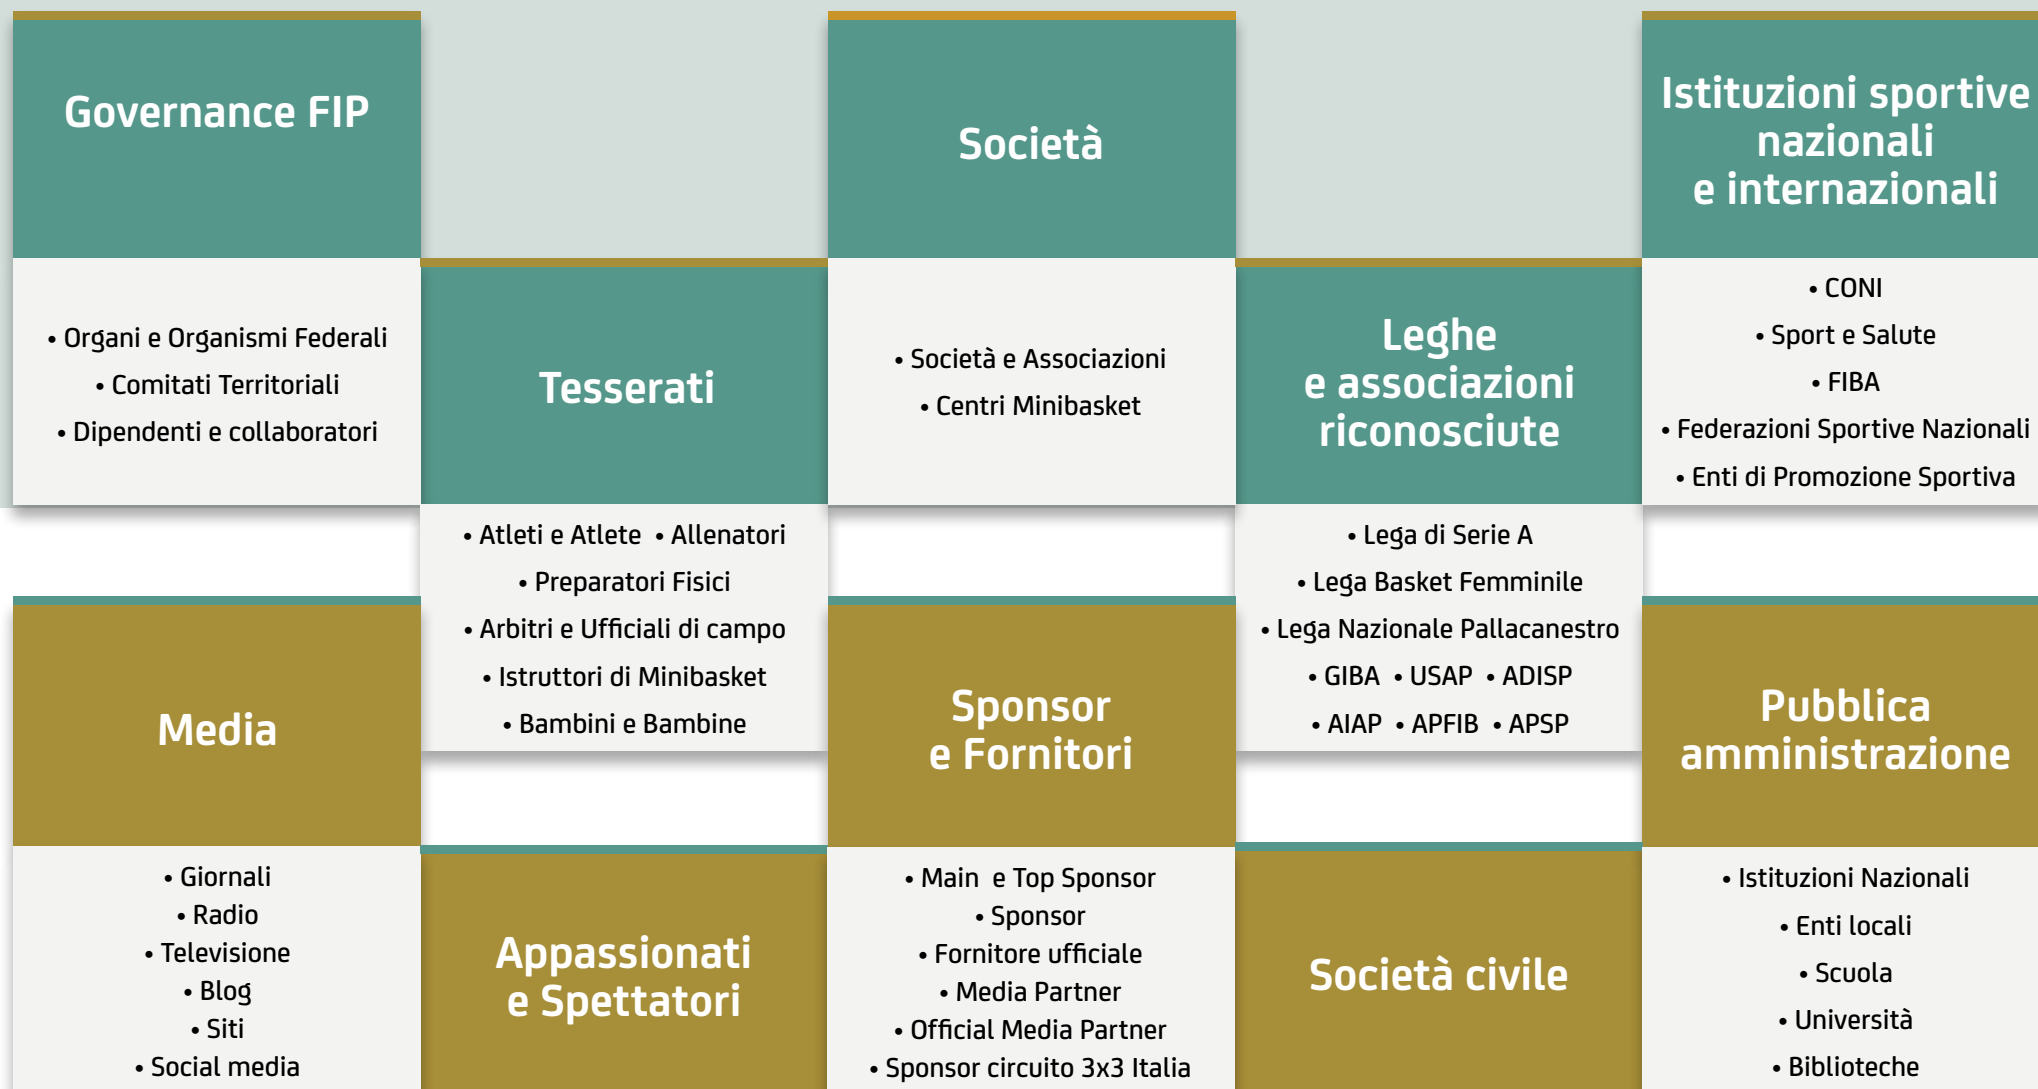 Governance FIP
• Organi e Organismi Federali
• Comitati Territoriali
• Dipendenti e collaboratori
Tesserati
• Atleti e Atlete • Allenatori
• Preparatori Fisici
• Arbitri e Ufficiali di campo
• Istruttori di Minibasket
• Bambini e Bambine
Società
• Società e Associazioni
• Centri Minibasket
Leghe
e associazioni
riconosciute
• Lega di Serie A
• Lega Basket Femminile
• Lega Nazionale Pallacanestro
• GIBA • USAP • ADISP
• AIAP • APFIB • APSP
Istituzioni sportive
nazionali
e internazionali
• CONI
• Sport e Salute
• FIBA
• Federazioni Sportive Nazionali
• Enti di Promozione Sportiva
Media
• Giornali
• Radio
• Televisione
• Blog
• Siti
• Social media
Appassionati
e Spettatori
Sponsor
e Fornitori
• Main e Top Sponsor
• Sponsor
• Fornitore ufficiale
• Media Partner
• Official Media Partner
• Sponsor circuito 3x3 Italia
Società civile
Pubblica
amministrazione
• Istituzioni Nazionali
• Enti locali
• Scuola
• Università
• Biblioteche